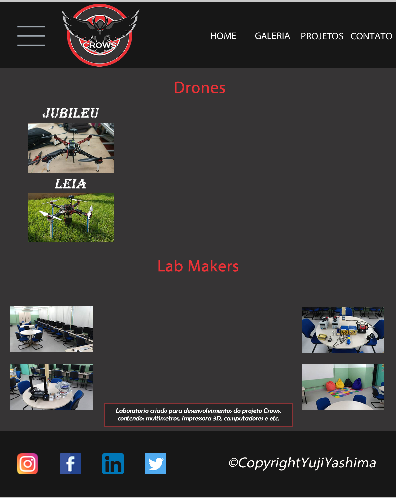 CROWS
HOME GALERIA PROJETOS CONTATO
Drones
JUBILEU
LEIA
Lab Makers
Laboratorio criado para desenvolvimentos do projeto Crows.
contendo: multimetros, impressora 3D, computadores e etc.
©CopyrightYujiYashima